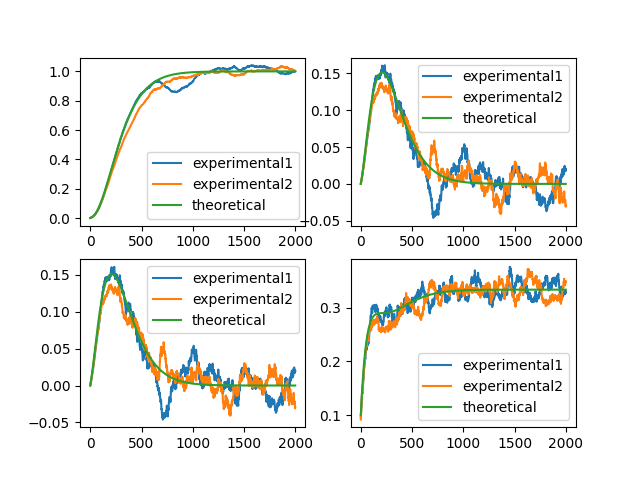 1.0
0.8
0.6
0.4
0.2
0.0
experimental1
experimental2
theoretical
0 500 1000 1500 2000
0.15
0.10
0.05
0.00
−0.05
experimental1
experimental2
theoretical
0 500 1000 1500 2000
0.15
0.10
0.05
0.00
−0.05
experimental1
experimental2
theoretical
0 500 1000 1500 2000
0.3
0.2
0.1
experimental1
experimental2
theoretical
0 500 1000 1500 2000